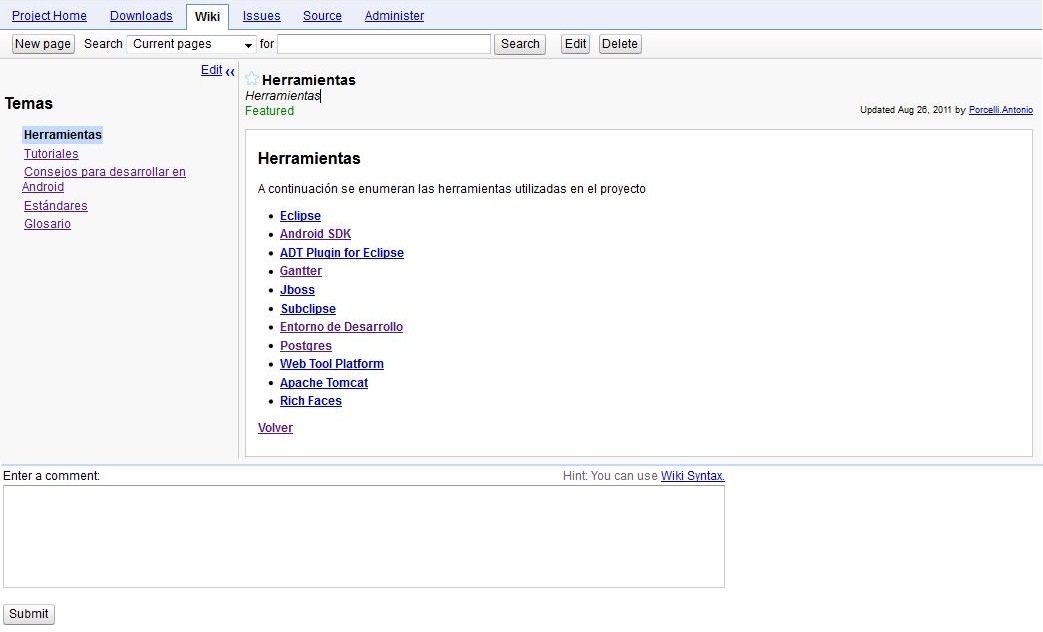 Project Home Downloads Wiki Issues Source Administer
New page Search Current pages for Search Edit Delete
Edit ‹‹
Temas
Herramientas
Tutoriales
Consejos para desarrollar en
Android
Estándares
Glosario
Herramientas
Herramientas
Featured
Updated Aug 26, 2011 by Porcelli.Antonio
Herramientas
A continuación se enumeran las herramientas utilizadas en el proyecto
• Eclipse
• Android SDK
• ADT Plugin for Eclipse
• Gantter
• Jboss
• Subclipse
• Entorno de Desarrollo
• Postgres
• Web Tool Platform
• Apache Tomcat
• Rich Faces
Volver
Enter a comment: Hint: You can use Wiki Syntax.
Submit